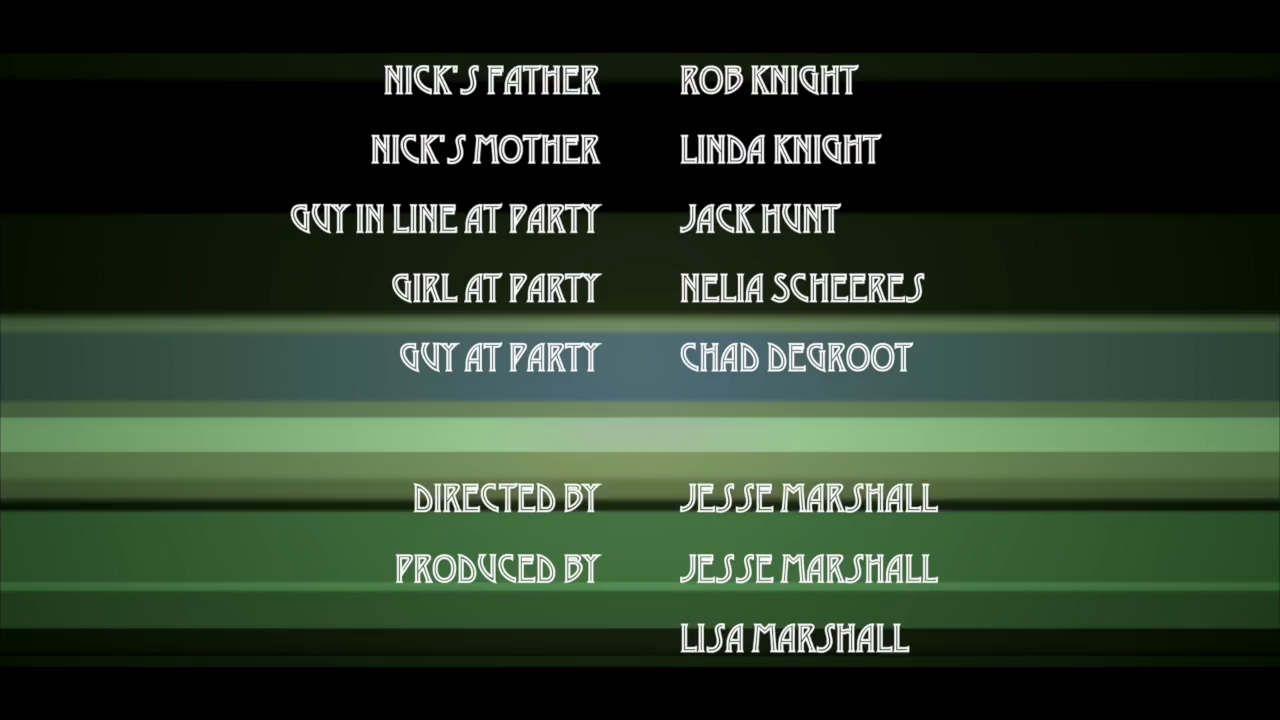 NICK'S FATHER ROB KNIGHT
NICK'S MOTHER LINDA KNIGHT
GUY IN LINE AT PARTY JACK HUNT
GIRL AT PARTY NELIA SCHEERES
GUY AT PARTY CHAD DEGROOT
DIRECTED BY JESSE MARSHALL
PRODUCED BY JESSE MARSHALL
LISA MARSHALL